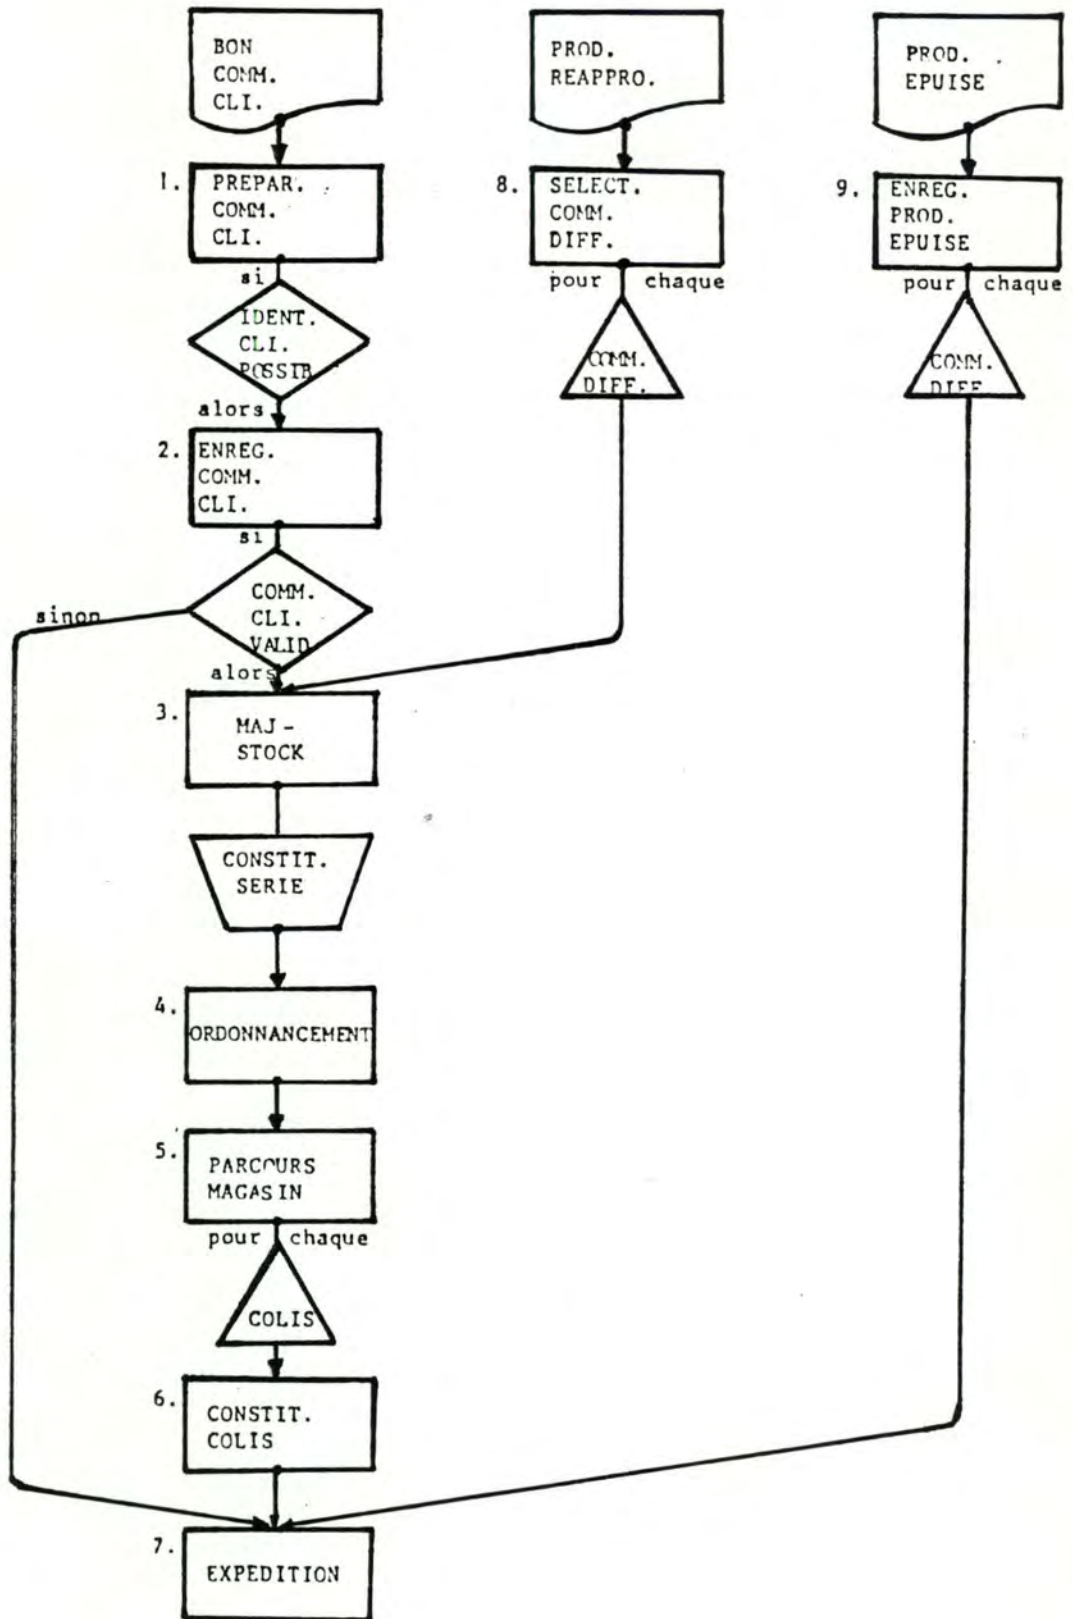 BON
COMM.
CLI.
PROD.
REAPPRO.
PROD.
EPUISE
1.
PREPAR.
COMM.
CLI.
8.
SELECT.
COMM.
DIFF.
9.
ENREG.
PROD.
EPUISE
si
pour chaque
pour chaque
IDENT.
CLI.
POSSIB
COMM.
DIFF.
COMM.
DIFF
alors
2.
ENREG.
COMM.
CLI.
si
sinon
COMM.
CLI.
VALID
alors
3.
MAJ-
STOCK
CONSTIT.
SERIE
4.
ORDONNANCEMENT
5.
PARCOURS
MAGASIN
pour chaque
COLIS
6.
CONSTIT.
COLIS
7.
EXPEDITION